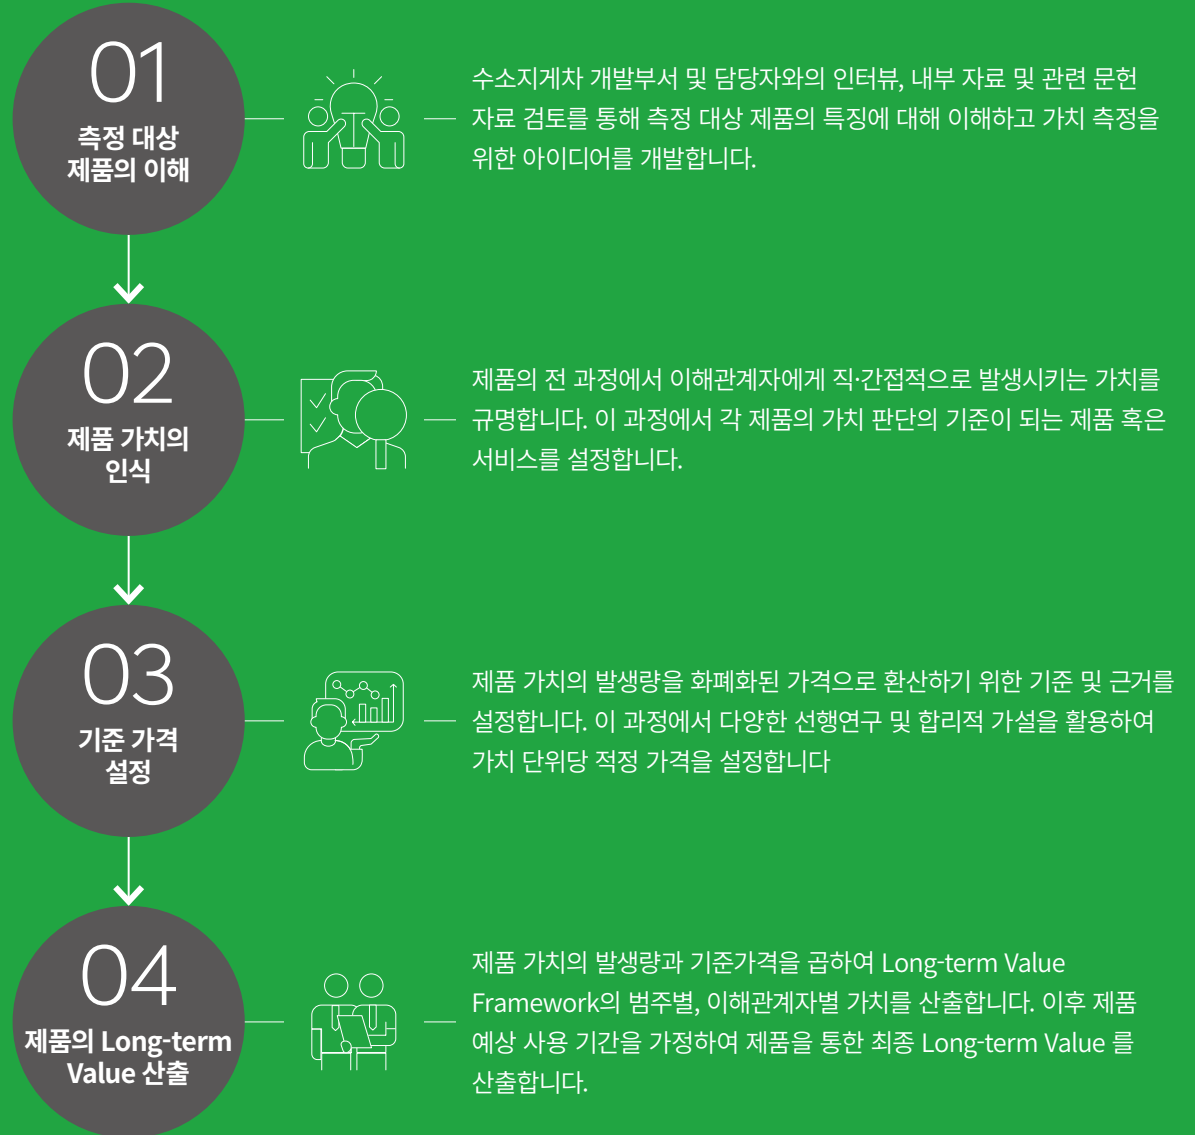 01
측정 대상
제품의 이해
수소지게차 개발부서 및 담당자와의 인터뷰, 내부 자료 및 관련 문헌
자료 검토를 통해 측정 대상 제품의 특징에 대해 이해하고 가치 측정을
위한 아이디어를 개발합니다.
02
제품 가치의
인식
제품의 전 과정에서 이해관계자에게 직·간접적으로 발생시키는 가치를
규명합니다. 이 과정에서 각 제품의 가치 판단의 기준이 되는 제품 혹은
서비스를 설정합니다.
03
기준 가격
설정
제품 가치의 발생량을 화폐화된 가격으로 환산하기 위한 기준 및 근거를
설정합니다. 이 과정에서 다양한 선행연구 및 합리적 가설을 활용하여
가치 단위당 적정 가격을 설정합니다
04
제품의 Long-term
Value 산출
제품 가치의 발생량과 기준가격을 곱하여 Long-term Value
Framework의 범주별, 이해관계자별 가치를 산출합니다. 이후 제품
예상 사용 기간을 가정하여 제품을 통한 최종 Long-term Value 를
산출합니다.